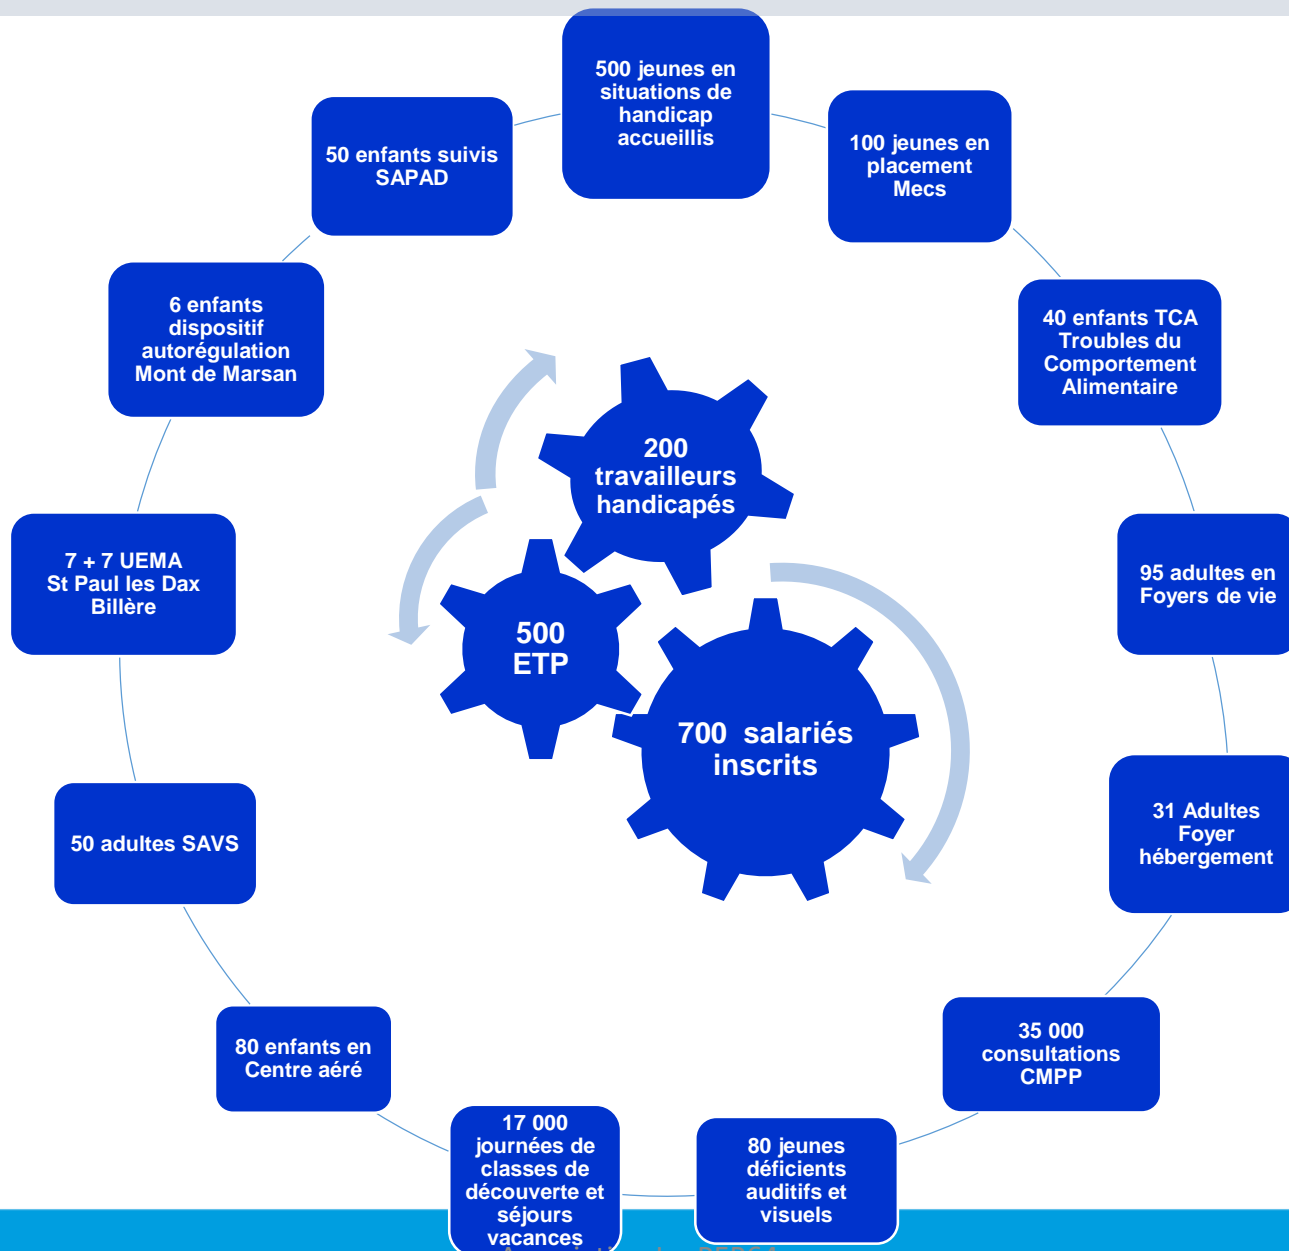 500 jeunes en
situations de
handicap
accueillis
100 jeunes en
placement
Mecs
40 enfants TCA
Troubles du
Comportement
Alimentaire
95 adultes en
Foyers de vie
31 Adultes
Foyer
hébergement
35 000
consultations
CMPP
80 jeunes
déficients
auditifs et
visuels
17 000
journées de
classes de
découverte et
séjours
vacances
80 enfants en
Centre aéré
50 adultes SAVS
7 + 7 UEMA
St Paul les Dax
Billère
6 enfants
dispositif
autorégulation
Mont de Marsan
50 enfants suivis
SAPAD
200
travailleurs
handicapés
500
ETP
700 salariés
inscrits